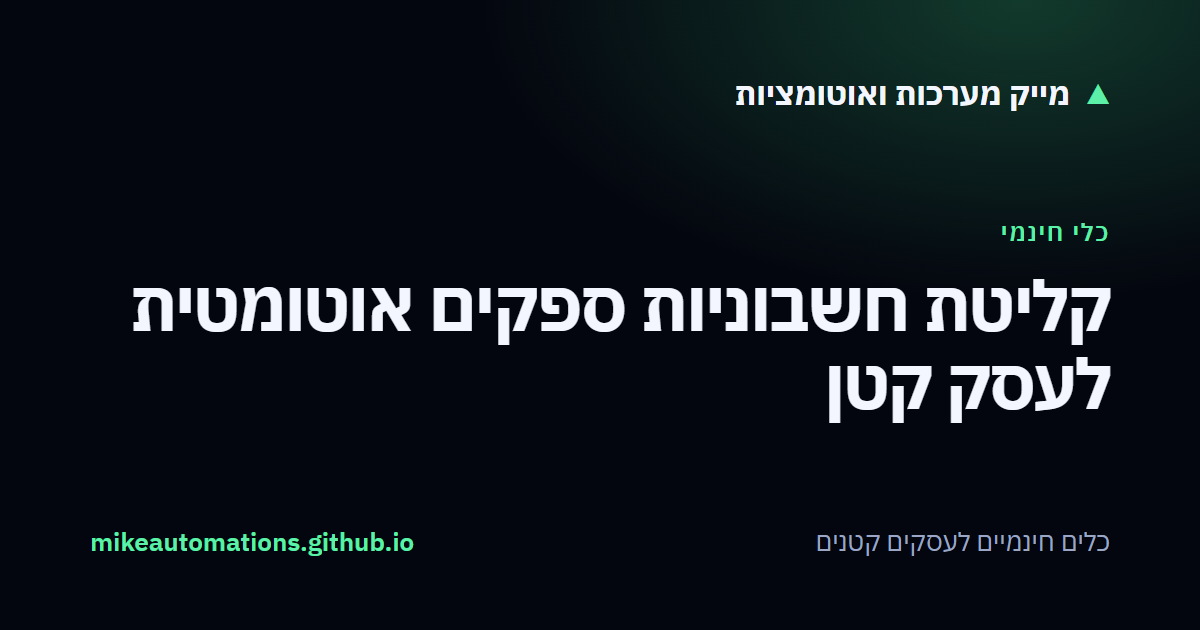 מייק מערכות ואוטומציות
כלי חינמי
קליטת חשבוניות ספקים אוטומטית
לעסק קטן
כלים חינמיים לעסקים קטנים
mikeautomations.github.io